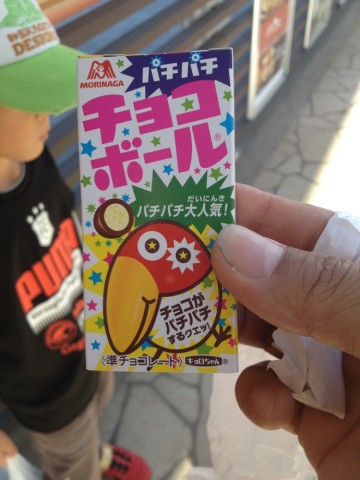 MORINAGA
パチパチ
チョコ
ボール®
だいにんき
パチパチ大人気!
チョコが
パチパチ
するクエッ!
〈準チョコレート〉
キョロちゃん®
PUMA